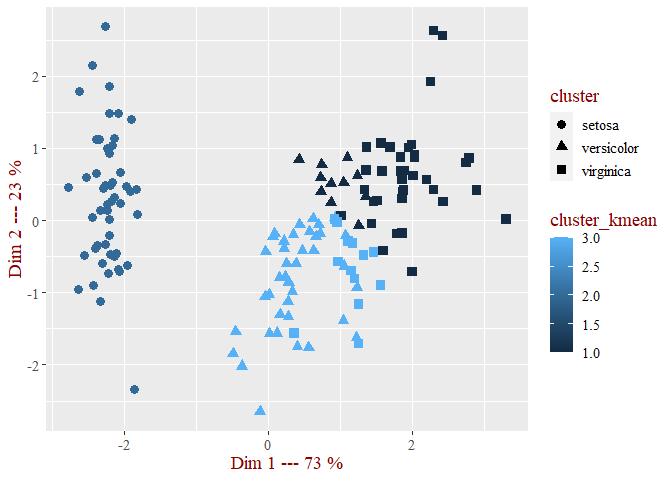 2
1
0
-1
-2
Dim 2 --- 23 %
-2
0
2
Dim 1 --- 73 %
cluster
setosa
versicolor
virginica
cluster_kmean
3.0
2.5
2.0
1.5
1.0